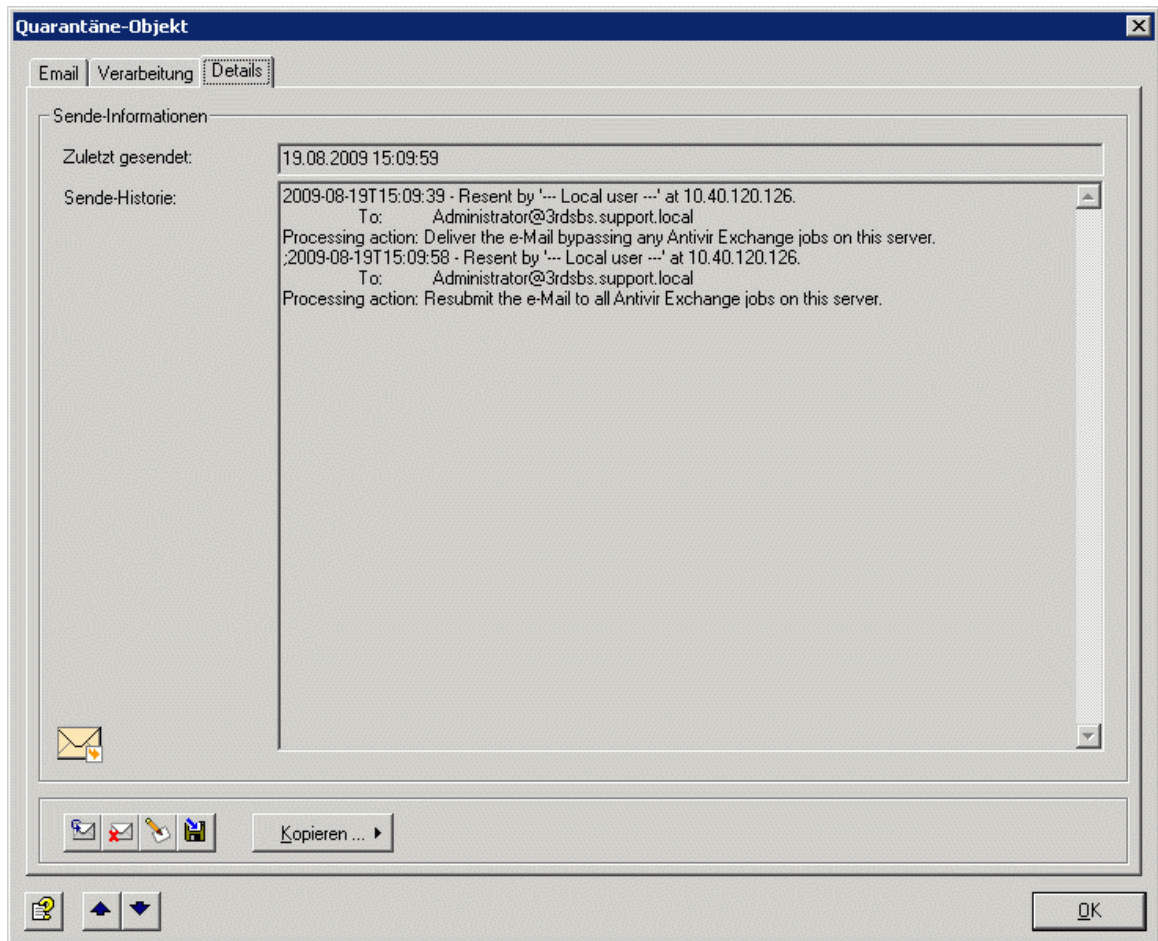 Quarantäne-Objekt
Email Verarbeitung Details
Sende-Informationen
Zuletzt gesendet: 19.08.2009 15:09:59
Sende-Historie: 2009-08-19T15:09:39 - Resent by '--- Local user ---' at 10.40.120.126.
To: Administrator@3rdsbs.support.local
Processing action: Deliver the e-Mail bypassing any Antivir Exchange jobs on this server.
;2009-08-19T15:09:58 - Resent by '--- Local user ---' at 10.40.120.126.
To: Administrator@3rdsbs.support.local
Processing action: Resubmit the e-Mail to all Antivir Exchange jobs on this server.
Kopieren ...
OK